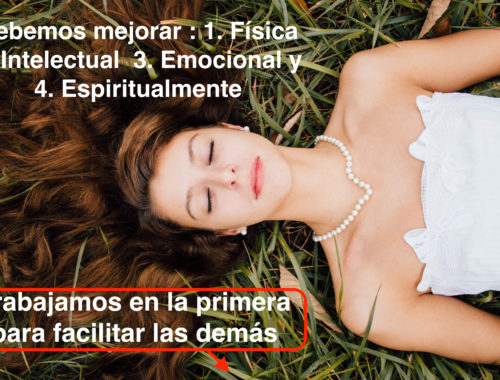 ebemos mejorar : 1. Física
Intelectual 3. Emocional y
4. Espiritualmente
rabajamos en la primera
para facilitar las demás